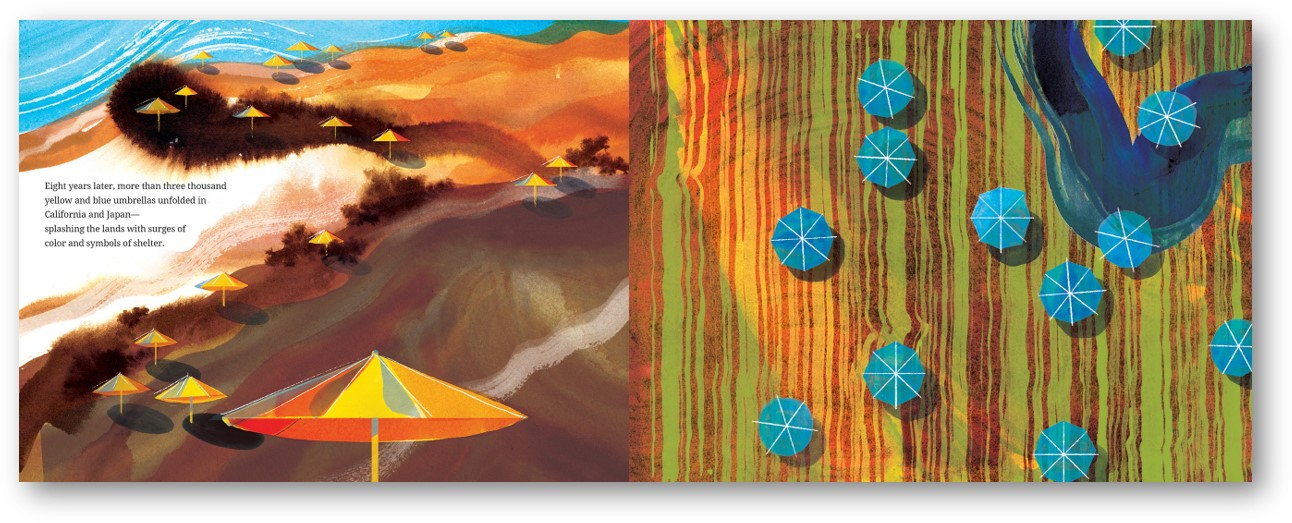 Eight years later, more than three thousand
yellow and blue umbrellas unfolded in
California and Japan—
splashing the lands with surges of
color and symbols of shelter.